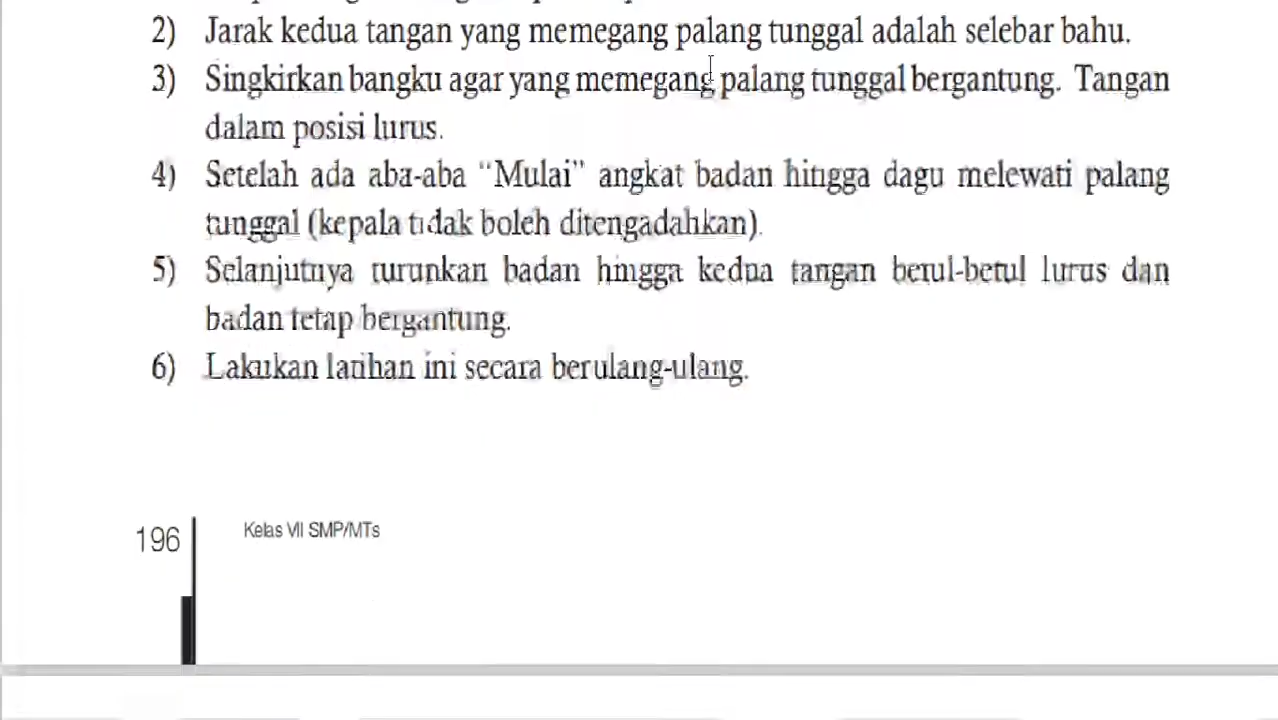 2) Jarak kedua tangan yang memegang palang tunggal adalah selebar bahu.
3) Singkirkan bangku agar yang memegang palang tunggal bergantung. Tangan
dalam posisi lurus.
4) Setelah ada aba-aba “Mulai” angkat badan hingga dagu melewati palang
tunggal (kepala tidak boleh ditengadahkan).
5) Selanjutnya turunkan badan hingga kedua tangan betul-betul lurus dan
badan tetap bergantung.
6) Lakukan latihan ini secara berulang-ulang.
196
Kelas VII SMP/MTs